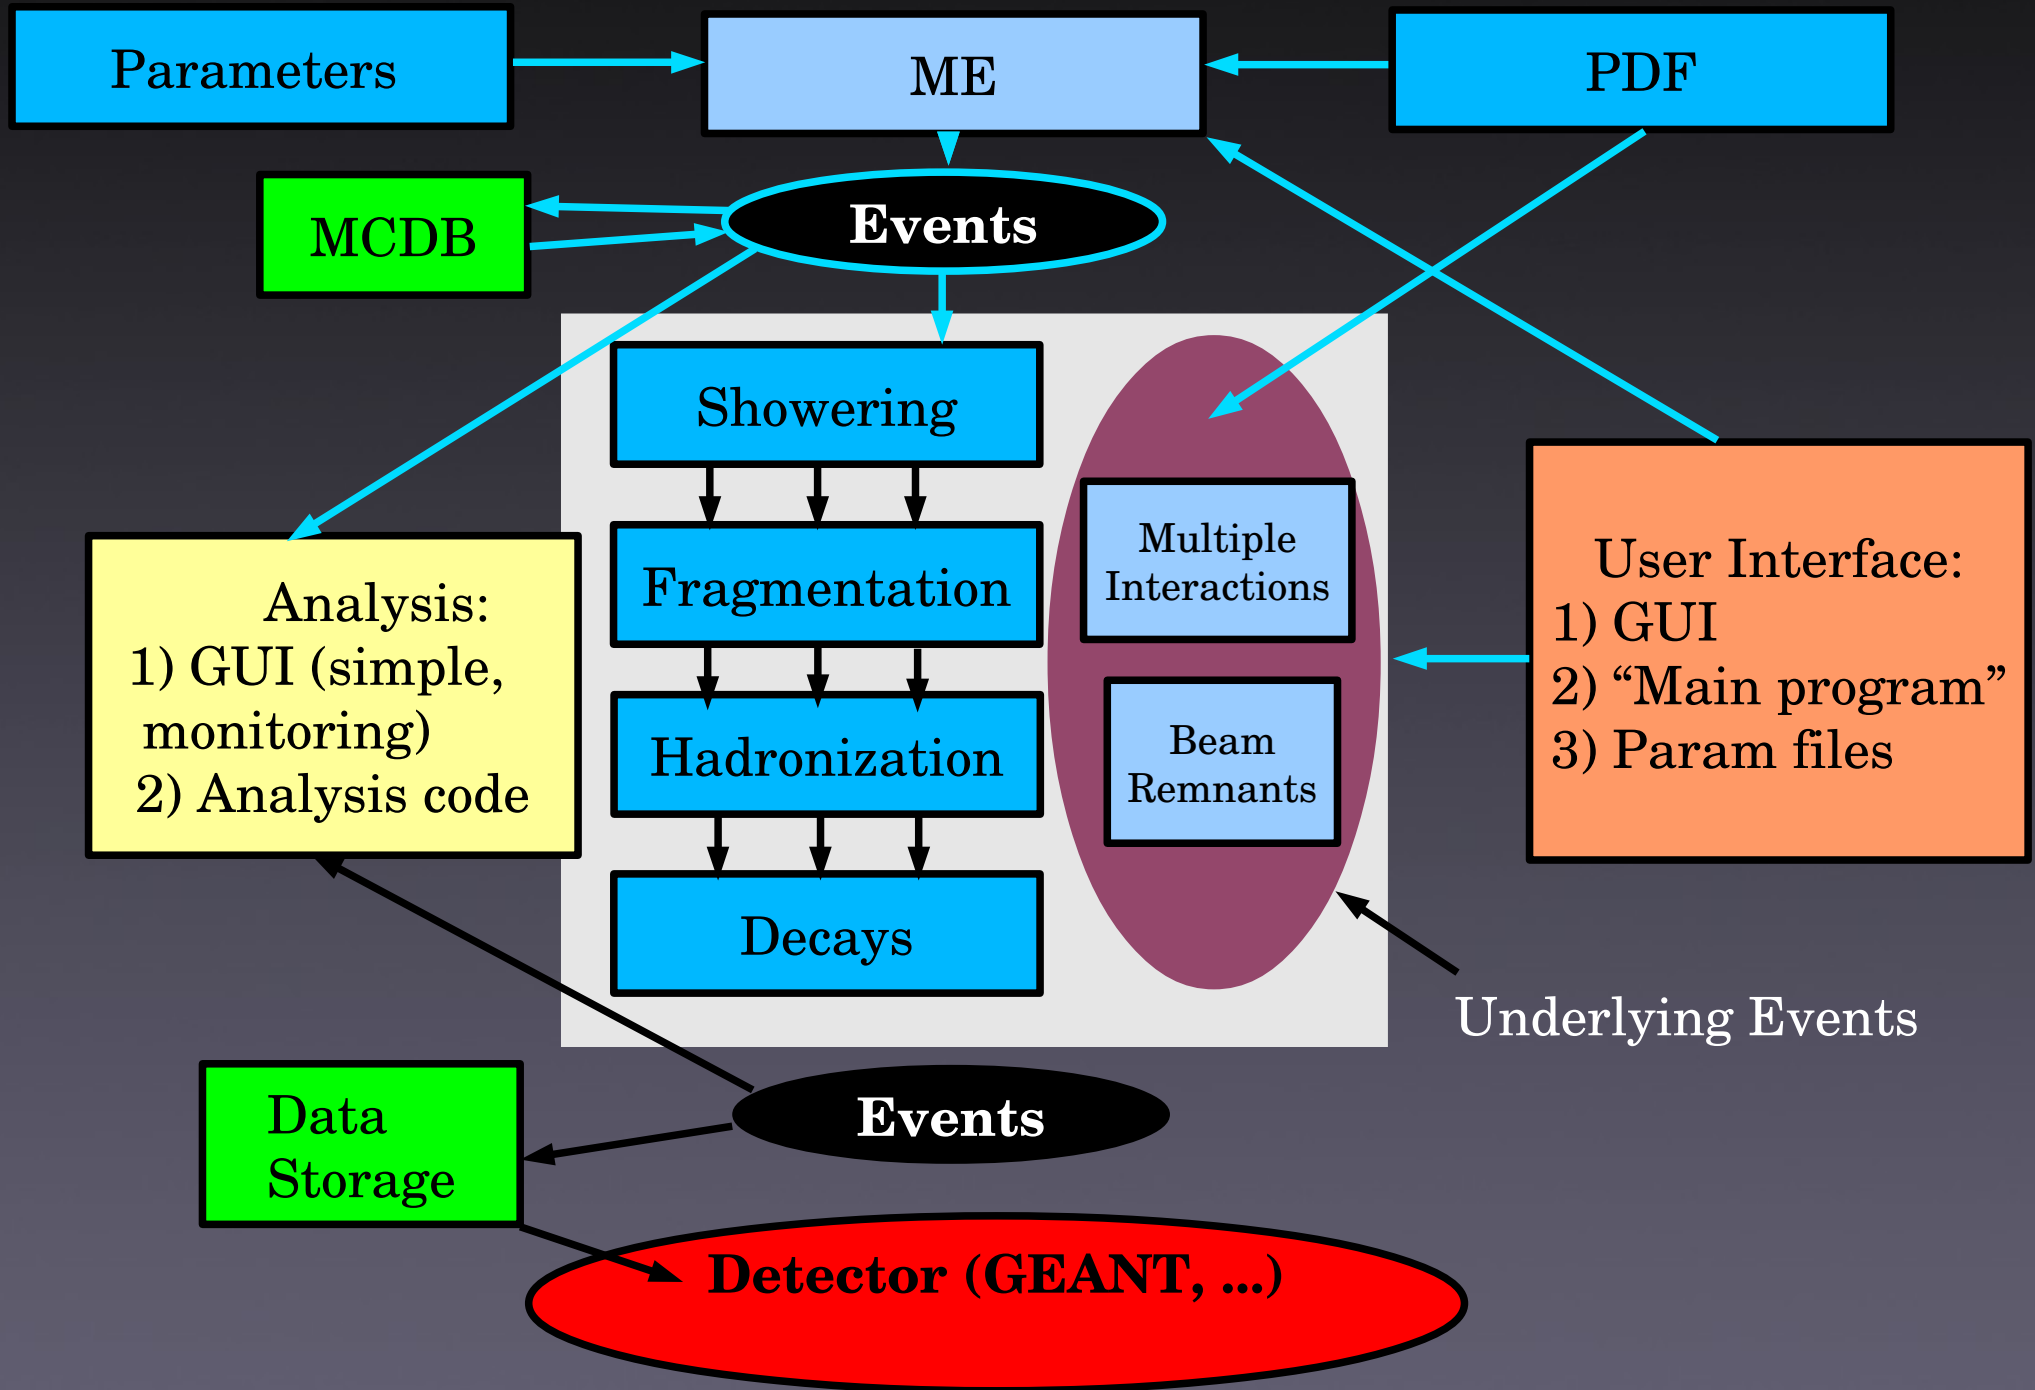 Parameters
ME
PDF
MCDB
Events
Showering
Fragmentation
Hadronization
Decays
Multiple
Interactions
Beam
Remnants
Analysis:
1) GUI (simple,
monitoring)
2) Analysis code
User Interface:
1) GUI
2) “Main program”
3) Param files
Underlying Events
Data
Storage
Events
Detector (GEANT, ...)